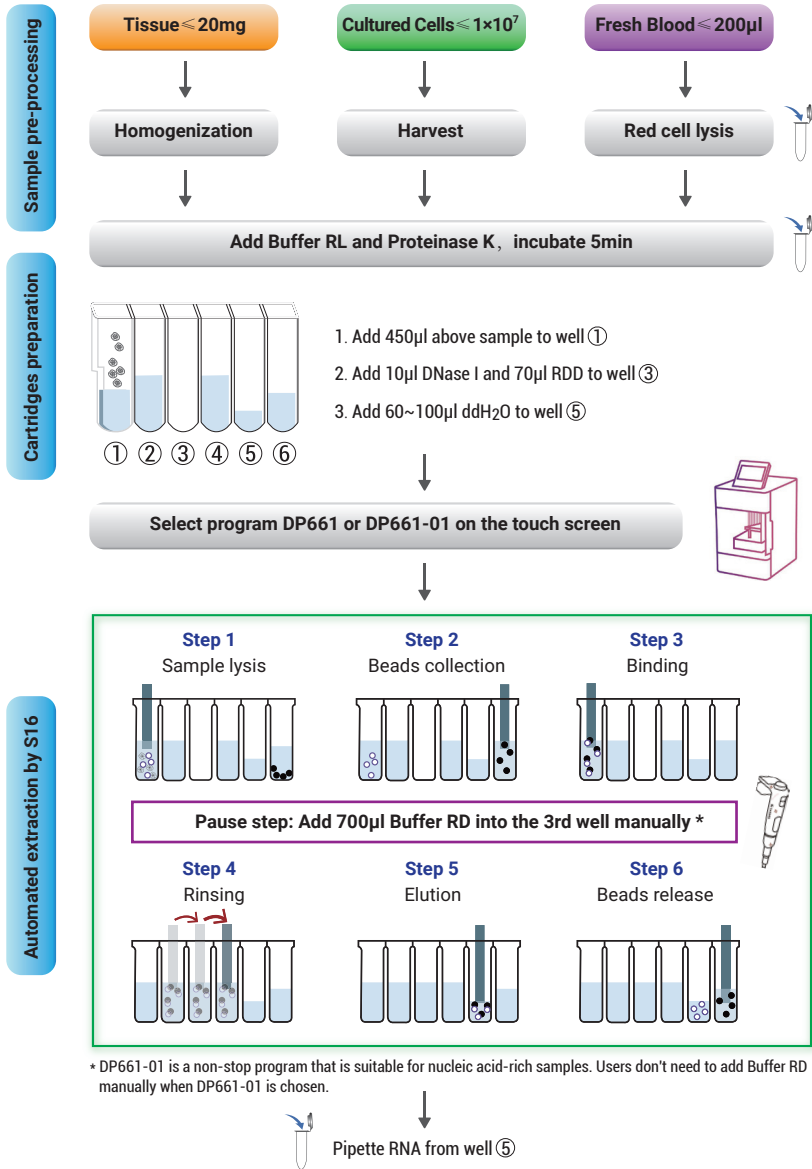 Sample pre-processing
Tissue≤20mg
Cultured Cells≤1×10⁷
Fresh Blood≤200μl
Homogenization
Harvest
Red cell lysis
Add Buffer RL and Proteinase K, incubate 5min
Cartridges preparation
① ② ③ ④ ⑤ ⑥
1. Add 450μl above sample to well ①
2. Add 10μl DNase I and 70μl RDD to well ③
3. Add 60~100μl ddH₂O to well ⑤
Select program DP661 or DP661-01 on the touch screen
Automated extraction by S16
Step 1
Sample lysis
Step 2
Beads collection
Step 3
Binding
Pause step: Add 700μl Buffer RD into the 3rd well manually *
Step 4
Rinsing
Step 5
Elution
Step 6
Beads release
* DP661-01 is a non-stop program that is suitable for nucleic acid-rich samples. Users don't need to add Buffer RD
manually when DP661-01 is chosen.
Pipette RNA from well ⑤